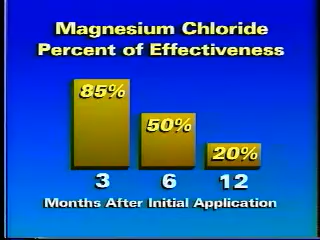 Magnesium Chloride
Percent of Effectiveness
85%
50%
20%
3 6 12
Months After Initial Application